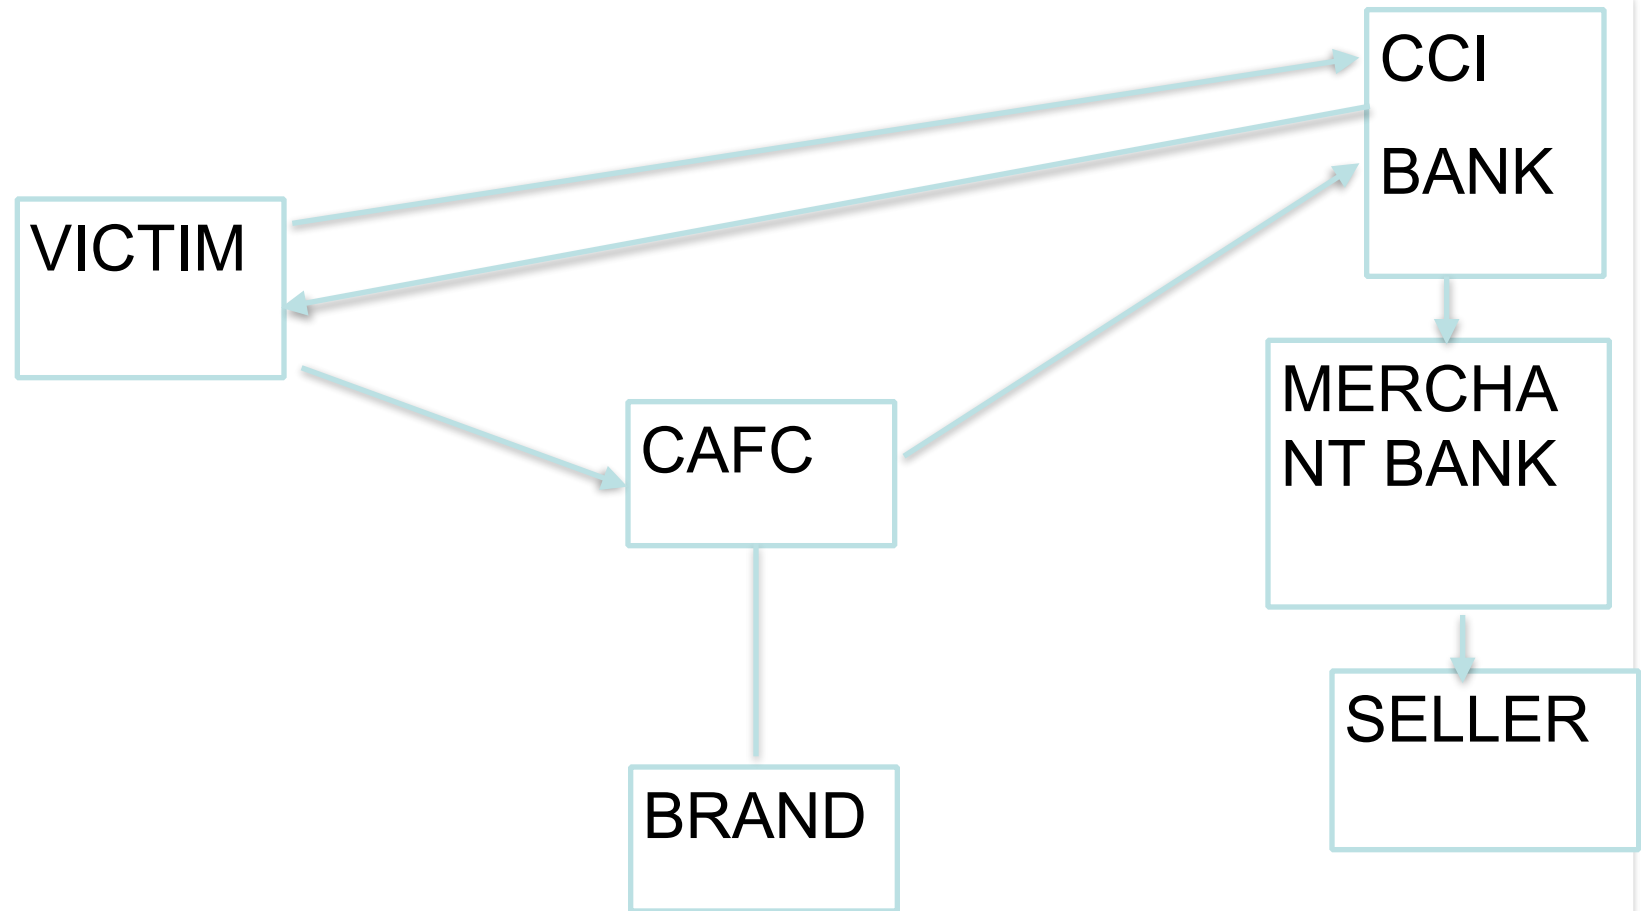 CCI
BANK
VICTIM
MERCHA
NT BANK
CAFC
SELLER
BRAND